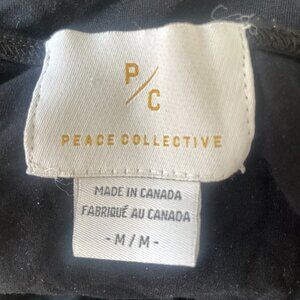 P/C
PEACE COLLECTIVE
MADE IN CANADA
FABRIQUÉ AU CANADA
- M / M -